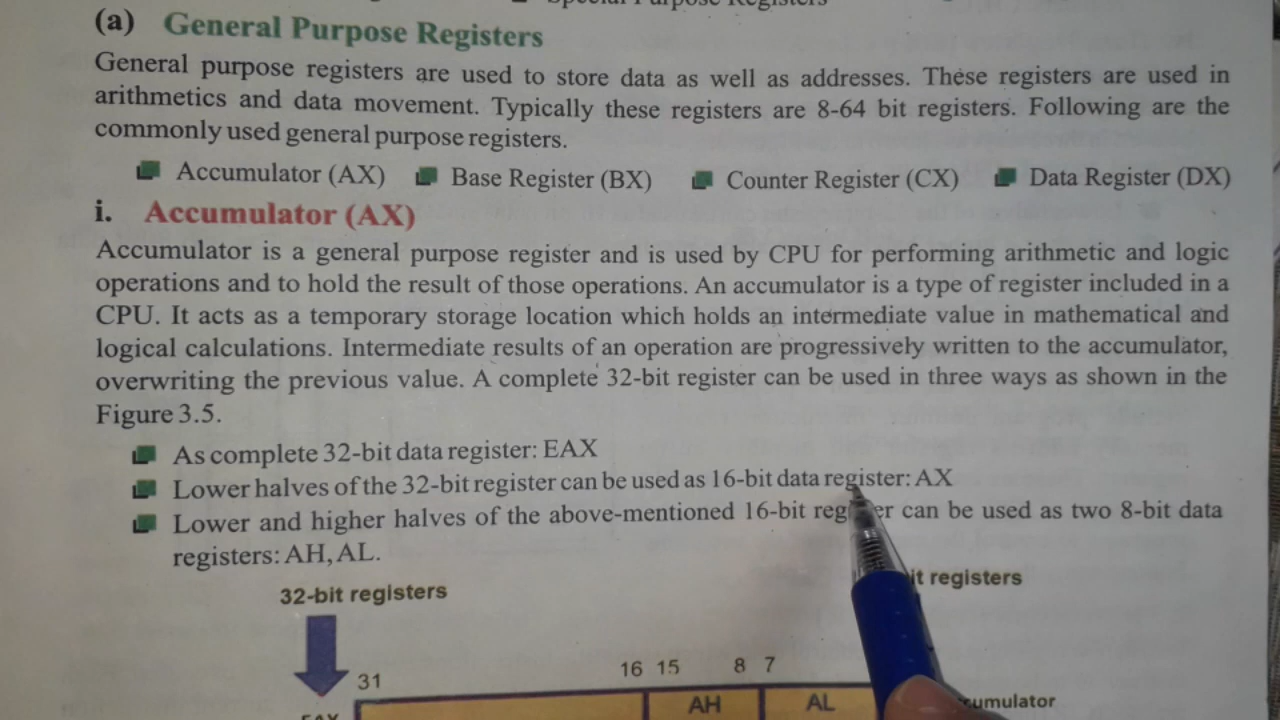 Special Purpose Registers
(a) General Purpose Registers
General purpose registers are used to store data as well as addresses. These registers are used in
arithmetics and data movement. Typically these registers are 8-64 bit registers. Following are the
commonly used general purpose registers.
Accumulator (AX) Base Register (BX) Counter Register (CX) Data Register (DX)
i. Accumulator (AX)
Accumulator is a general purpose register and is used by CPU for performing arithmetic and logic
operations and to hold the result of those operations. An accumulator is a type of register included in a
CPU. It acts as a temporary storage location which holds an intermediate value in mathematical and
logical calculations. Intermediate results of an operation are progressively written to the accumulator,
overwriting the previous value. A complete 32-bit register can be used in three ways as shown in the
Figure 3.5.
As complete 32-bit data register: EAX
Lower halves of the 32-bit register can be used as 16-bit data register: AX
Lower and higher halves of the above-mentioned 16-bit register can be used as two 8-bit data
registers: AH, AL.
32-bit registers registers
31 16 15 8 7
EAX AH AL